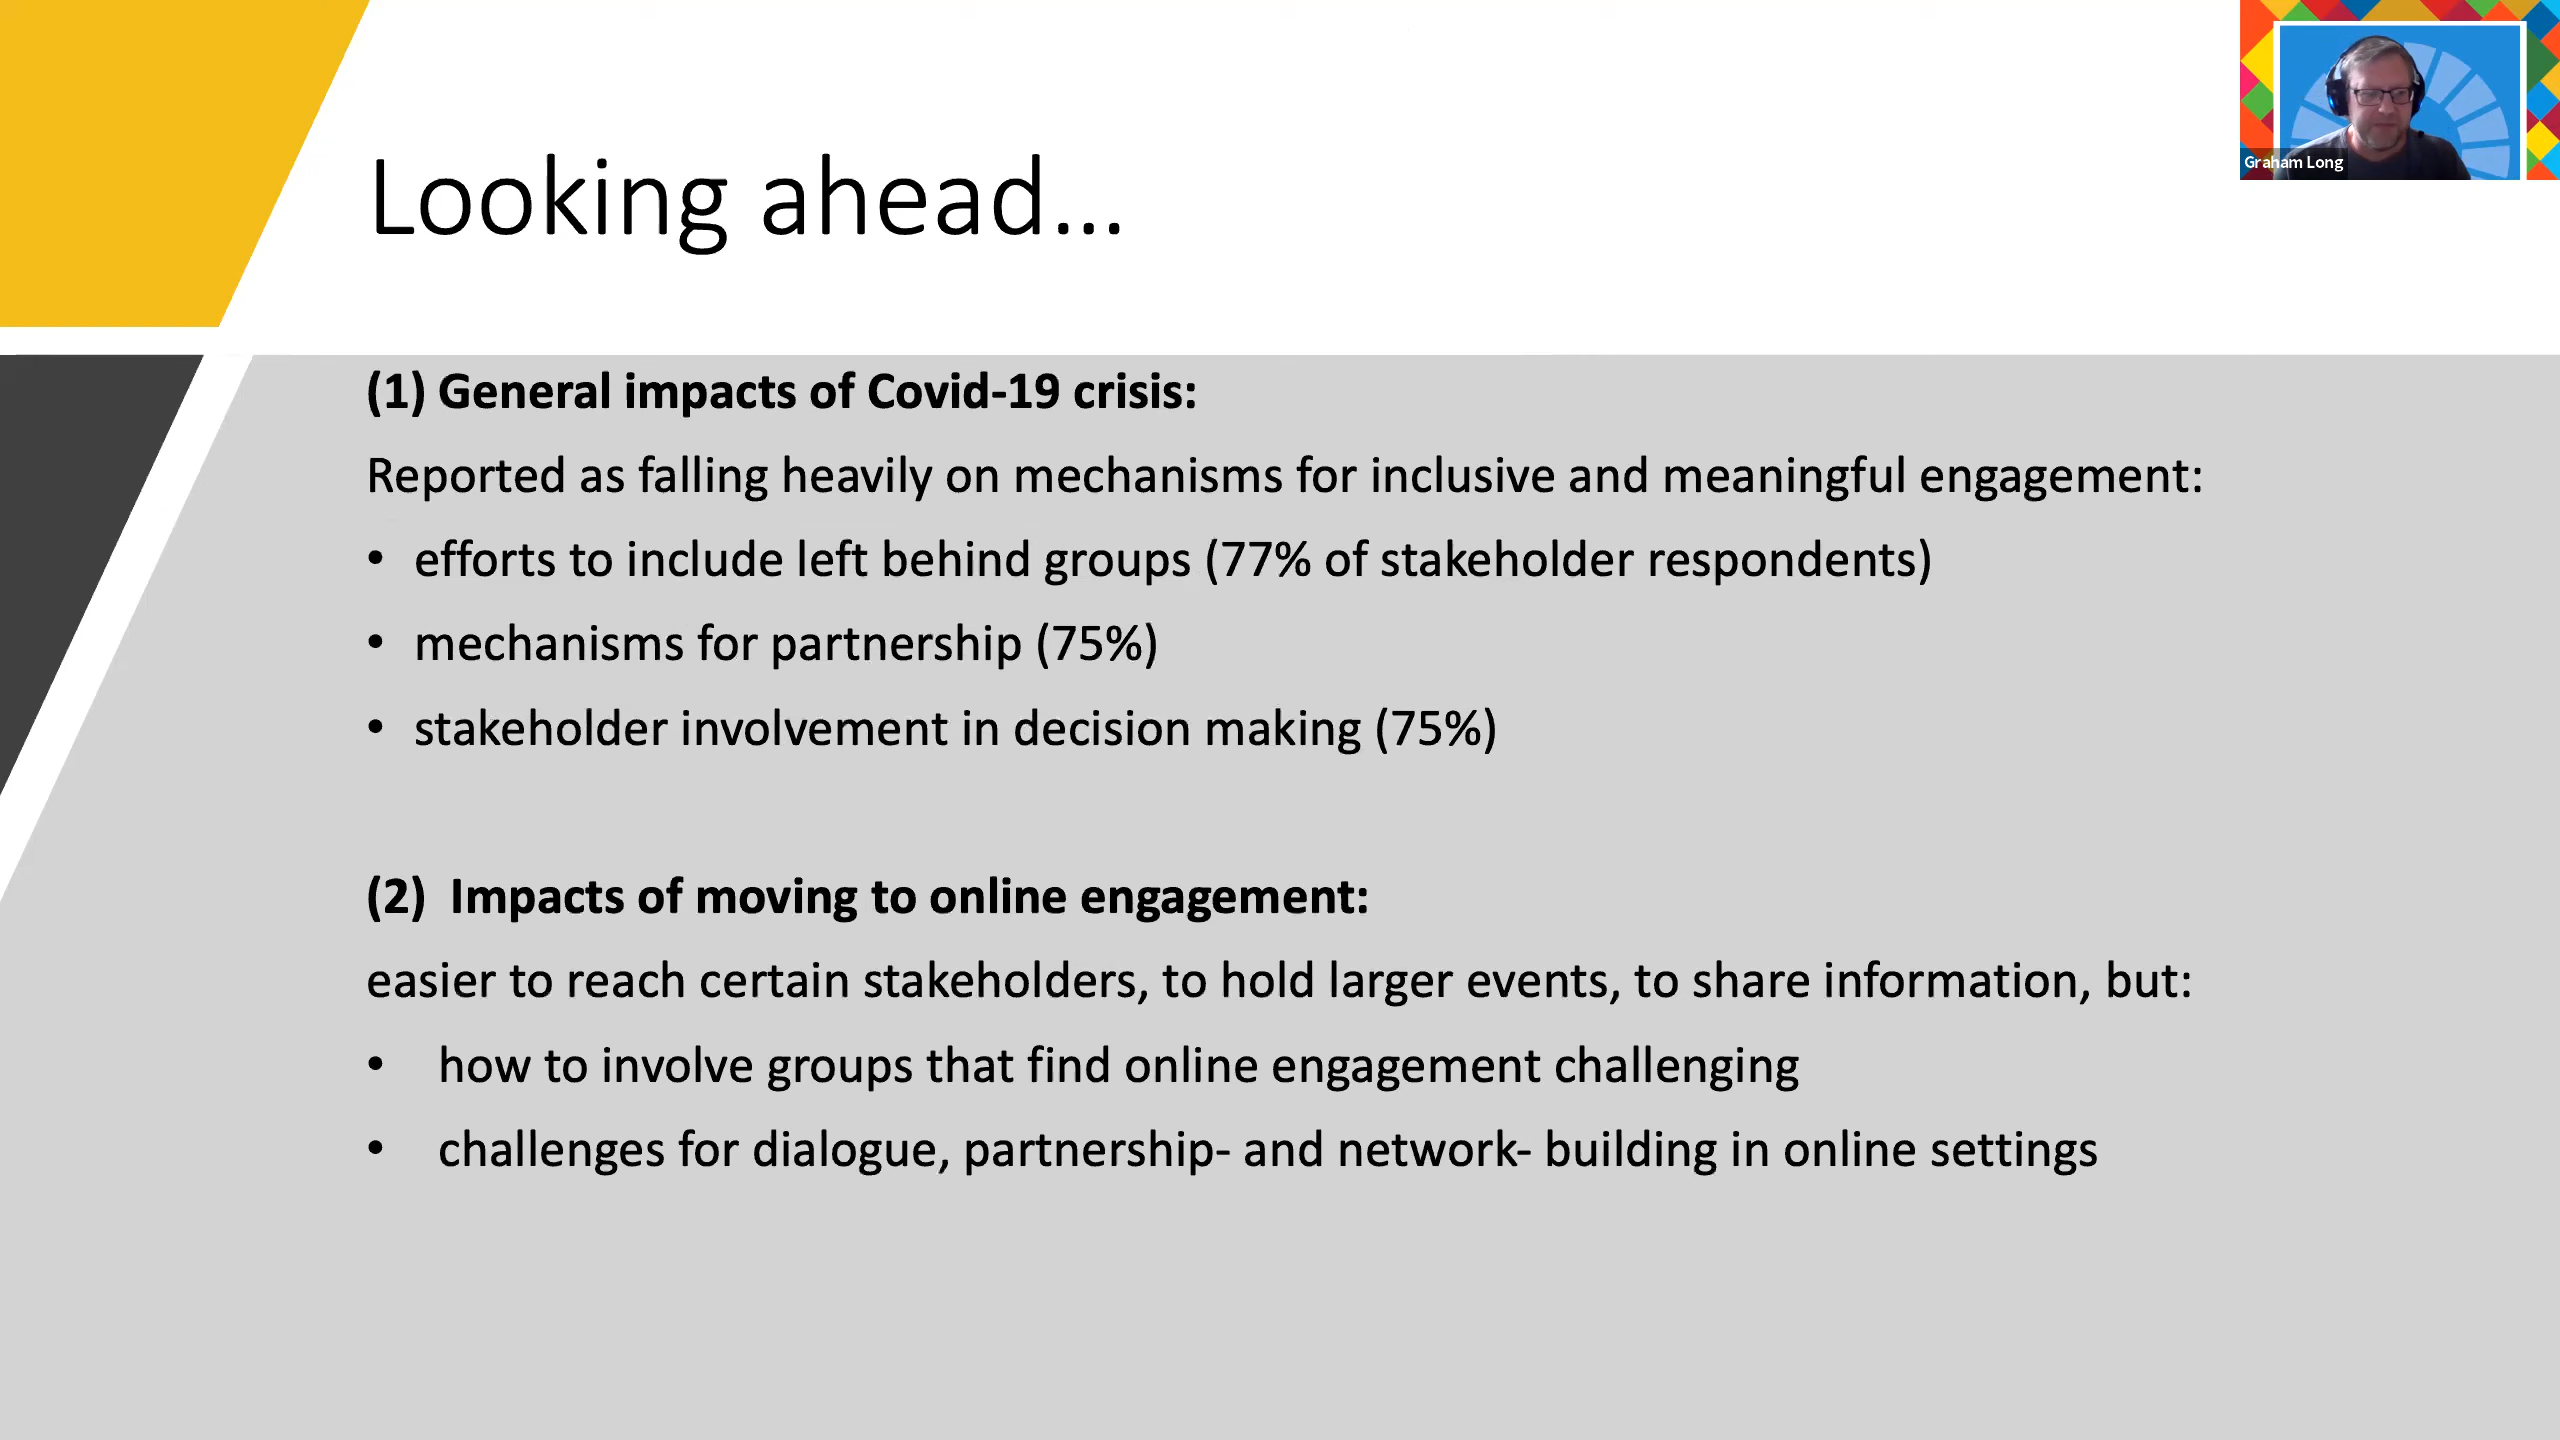 Graham Long
Looking ahead...
(1) General impacts of Covid-19 crisis:
Reported as falling heavily on mechanisms for inclusive and meaningful engagement:
• efforts to include left behind groups (77% of stakeholder respondents)
• mechanisms for partnership (75%)
• stakeholder involvement in decision making (75%)
(2) Impacts of moving to online engagement:
easier to reach certain stakeholders, to hold larger events, to share information, but:
• how to involve groups that find online engagement challenging
• challenges for dialogue, partnership- and network- building in online settings